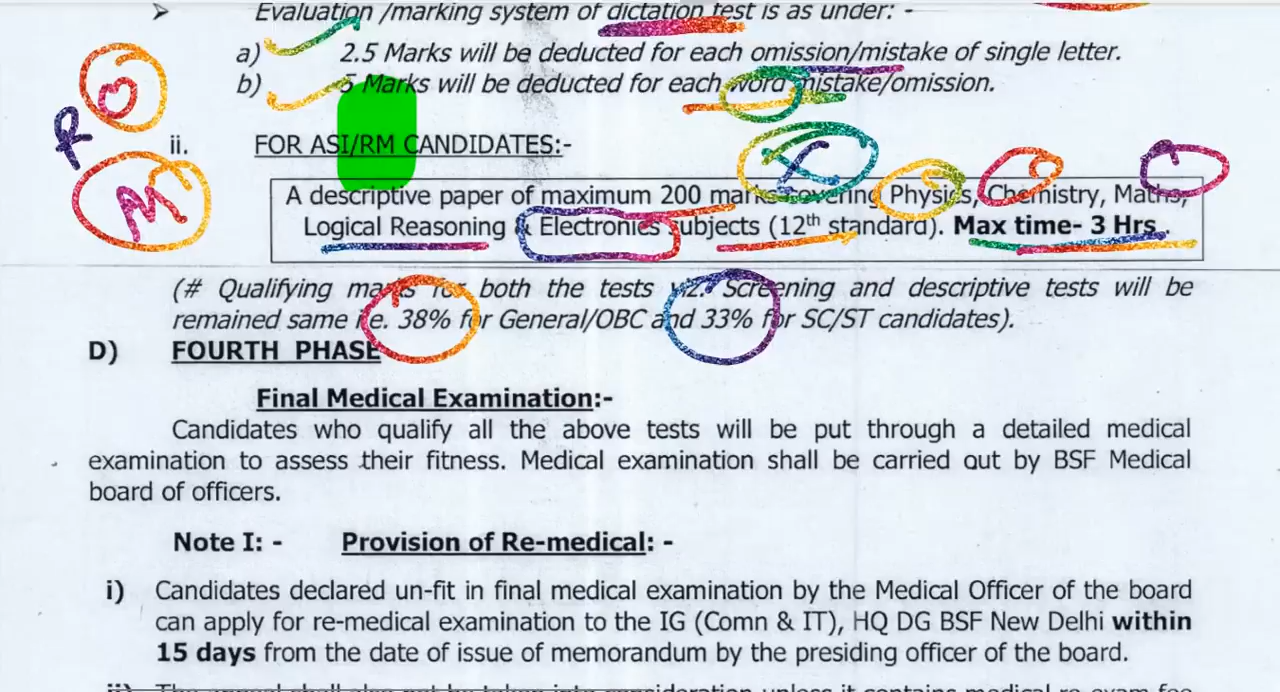 ➢ Evaluation /marking system of dictation test is as under: -
a) 2.5 Marks will be deducted for each omission/mistake of single letter.
b) 5 Marks will be deducted for each word mistake/omission.
R O
M
ii. FOR ASI/RM CANDIDATES:-
A descriptive paper of maximum 200 marks covering Physics, Chemistry, Maths,
Logical Reasoning & Electronics subjects (12th standard). Max time- 3 Hrs.
(# Qualifying marks for both the tests viz. Screening and descriptive tests will be
remained same i.e. 38% for General/OBC and 33% for SC/ST candidates).
D) FOURTH PHASE
Final Medical Examination:-
Candidates who qualify all the above tests will be put through a detailed medical
examination to assess their fitness. Medical examination shall be carried out by BSF Medical
board of officers.
Note I: - Provision of Re-medical: -
i) Candidates declared un-fit in final medical examination by the Medical Officer of the board
can apply for re-medical examination to the IG (Comn & IT), HQ DG BSF New Delhi within
15 days from the date of issue of memorandum by the presiding officer of the board.